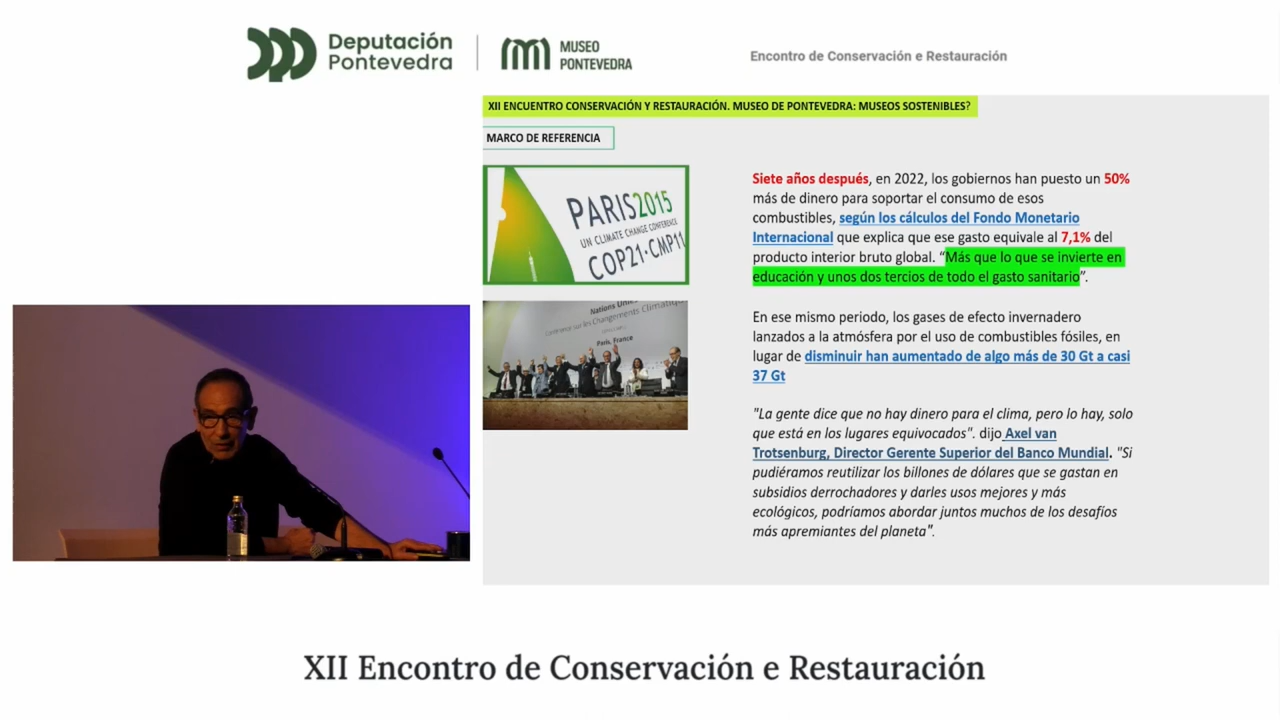 Deputación
Pontevedra
MUSEO
PONTEVEDRA
Encontro de Conservación e Restauración
XII ENCUENTRO CONSERVACIÓN Y RESTAURACIÓN. MUSEO DE PONTEVEDRA: MUSEOS SOSTENIBLES?
MARCO DE REFERENCIA
PARIS2015
UN CLIMATE CHANGE CONFERENCE
COP21·CMP11
Nations Unies
Conférence sur les Changements Climatiques
Paris, France
Siete años después, en 2022, los gobiernos han puesto un 50%
más de dinero para soportar el consumo de esos
combustibles, según los cálculos del Fondo Monetario
Internacional que explica que ese gasto equivale al 7,1% del
producto interior bruto global. “Más que lo que se invierte en
educación y unos dos tercios de todo el gasto sanitario”.
En ese mismo periodo, los gases de efecto invernadero
lanzados a la atmósfera por el uso de combustibles fósiles, en
lugar de disminuir han aumentado de algo más de 30 Gt a casi
37 Gt
"La gente dice que no hay dinero para el clima, pero lo hay, solo
que está en los lugares equivocados". dijo Axel van
Trotsenburg, Director Gerente Superior del Banco Mundial. "Si
pudiéramos reutilizar los billones de dólares que se gastan en
subsidios derrochadores y darles usos mejores y más
ecológicos, podríamos abordar juntos muchos de los desafíos
más apremiantes del planeta".
XII Encontro de Conservación e Restauración